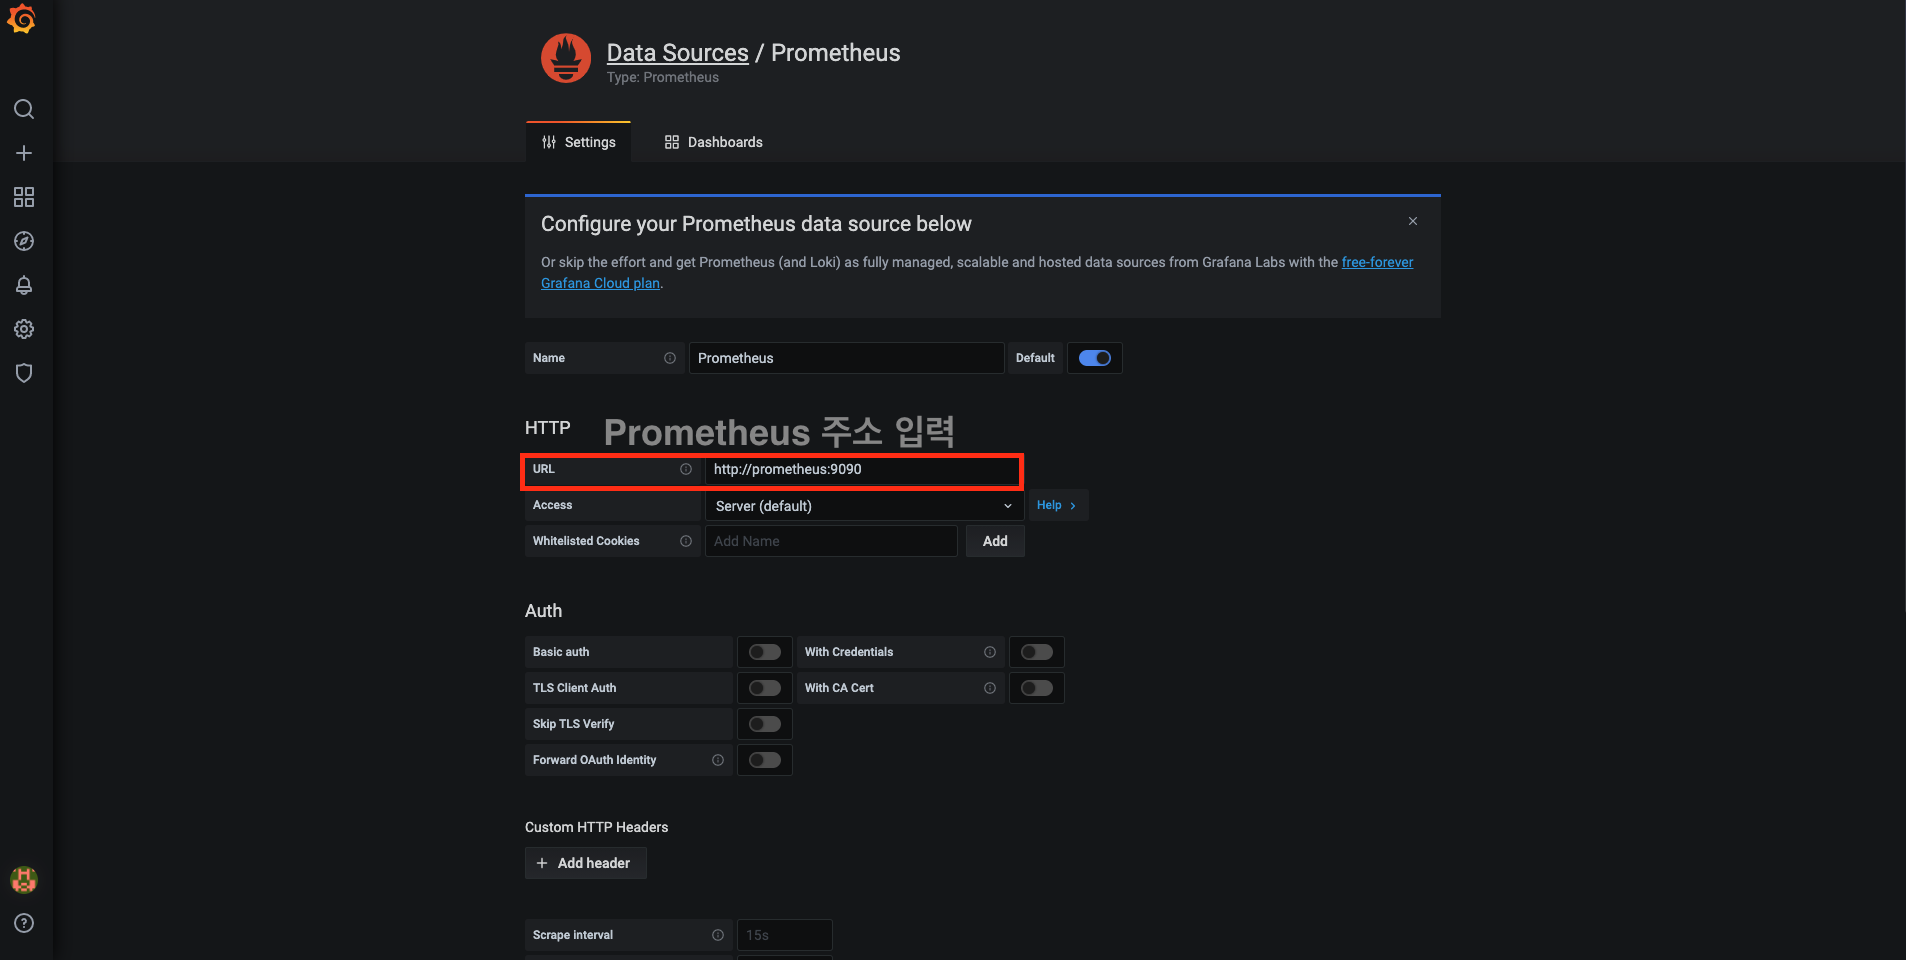 Data Sources / Prometheus
Type: Prometheus
Settings
Dashboards
Configure your Prometheus data source below
Or skip the effort and get Prometheus (and Loki) as fully managed, scalable and hosted data sources from Grafana Labs with the free-forever
Grafana Cloud plan.
Name Prometheus Default
HTTP Prometheus 주소 입력
URL http://prometheus:9090
Access Server (default) Help
Whitelisted Cookies Add Name Add
Auth
Basic auth With Credentials
TLS Client Auth With CA Cert
Skip TLS Verify
Forward OAuth Identity
Custom HTTP Headers
Add header
Scrape interval 15s